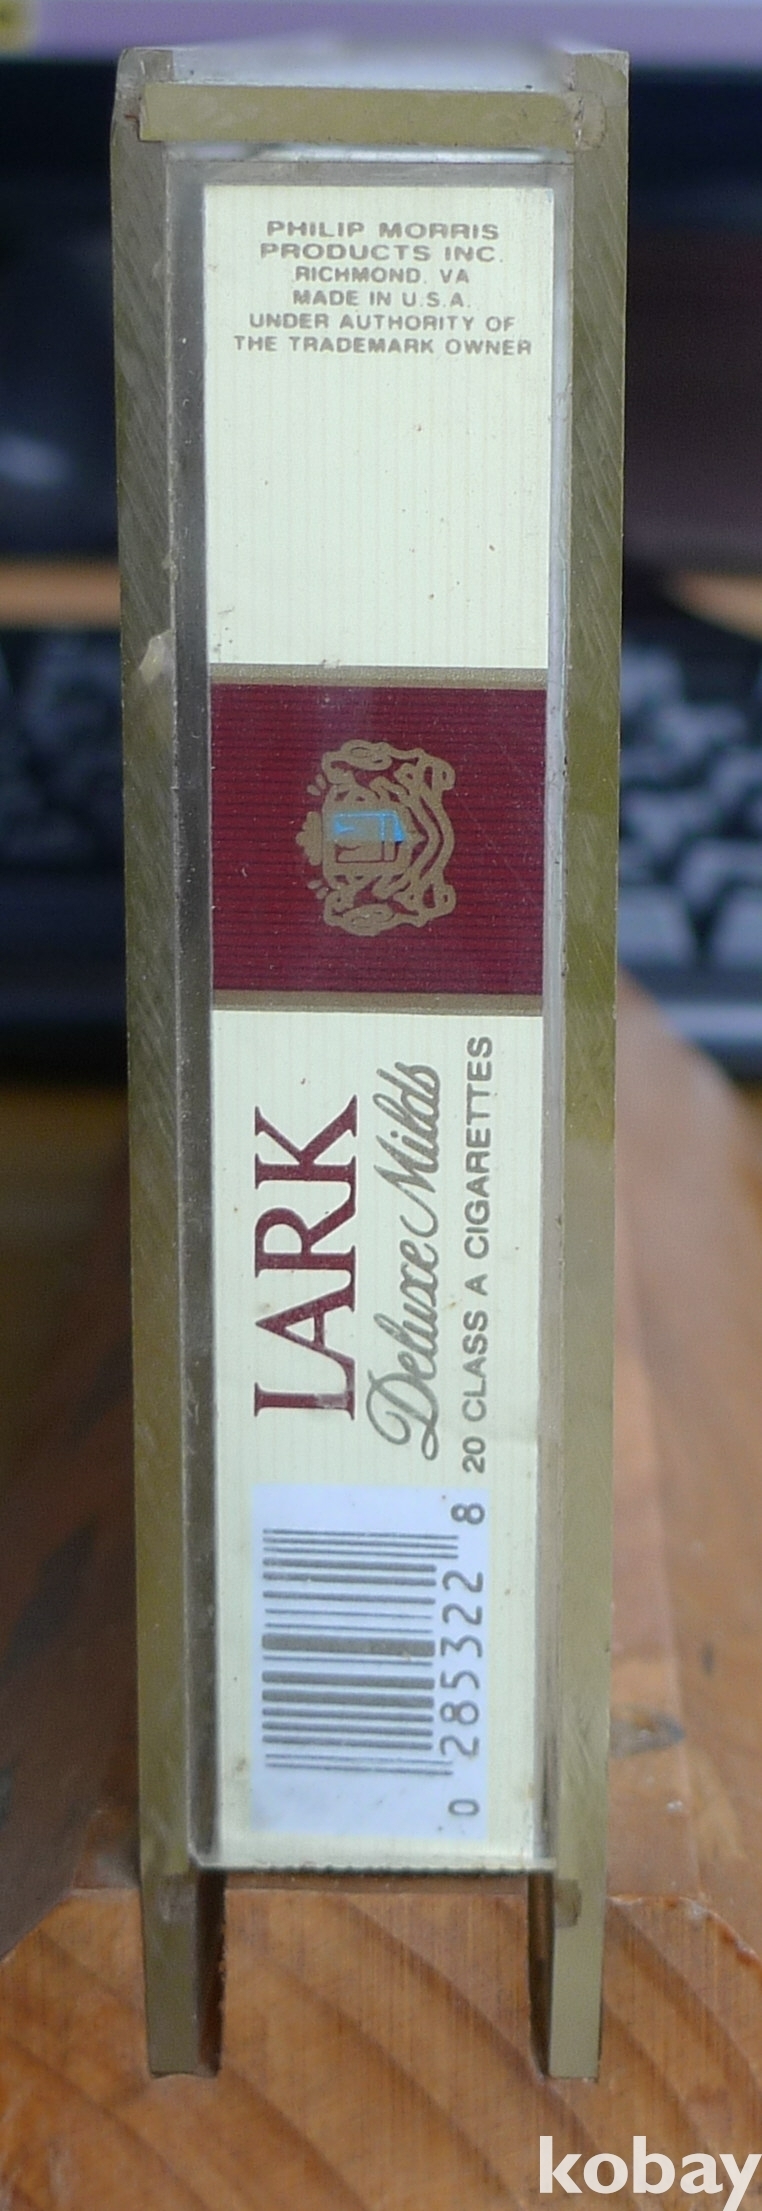 PHILIP MORRIS
PRODUCTS INC.
RICHMOND, VA
MADE IN U.S.A.
UNDER AUTHORITY OF
THE TRADEMARK OWNER
LARK
Deluxe Milds
20 CLASS A CIGARETTES
0 285322 8
kobay